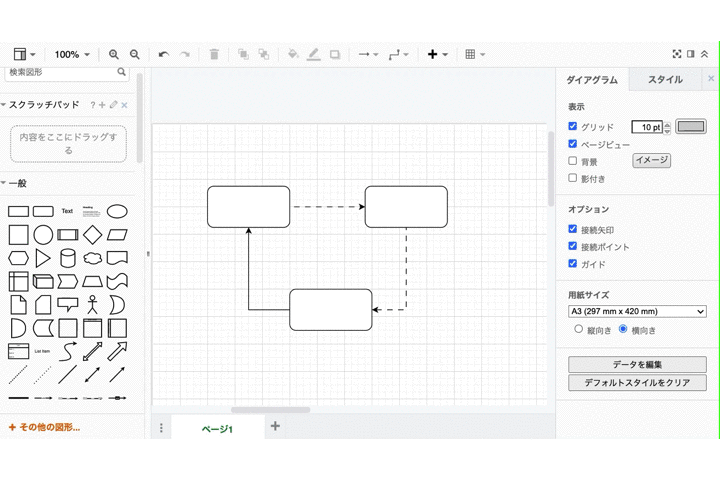 100%
検索図形
スクラッチパッド
?
内容をここにドラッグす
る
一般
Text
Heading
List Item
+ その他の図形...
ページ1
ダイアグラム
スタイル
表示
グリッド
10 pt
ページビュー
背景
イメージ
影付き
オプション
接続矢印
接続ポイント
ガイド
用紙サイズ
A3 (297 mm x 420 mm)
縦向き
横向き
データを編集
デフォルトスタイルをクリア